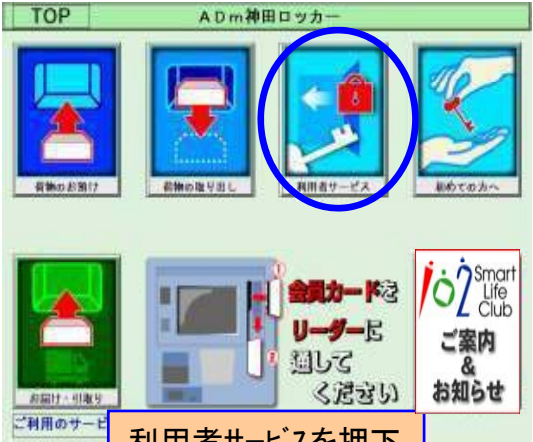 TOP
ADm神田ロッカー
荷物のお預け
荷物の取り出し
利用者サービス
初めての方へ
①
会員カードを
リーダーに
②
通して
ください
102
Smart
Life
Club
ご案内
&
お知らせ
お届け・引取り
ご利用のサービ
利用者サービスを押下